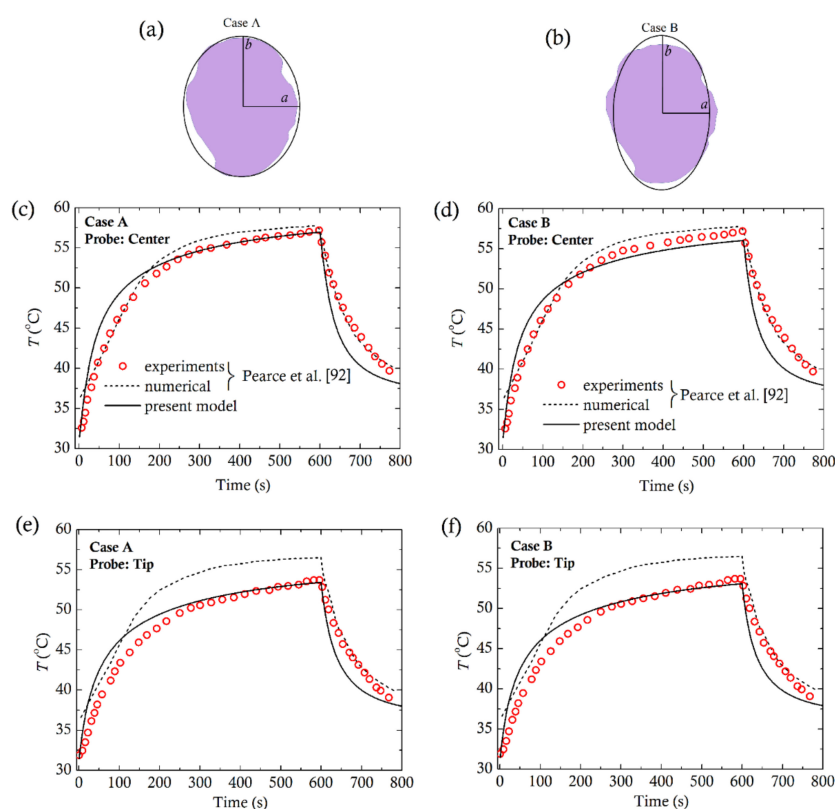 (a)
Case A
b
a
(b)
Case B
b
a
(c)
60
55
50
45
40
35
30
T (°C)
Case A
Probe: Center
experiments
numerical
Pearce et al. [92]
present model
0 100 200 300 400 500 600 700 800
Time (s)
(d)
60
55
50
45
40
35
30
T (°C)
Case B
Probe: Center
experiments
numerical
Pearce et al. [92]
present model
0 100 200 300 400 500 600 700 800
Time (s)
(e)
60
55
50
45
40
35
30
T (°C)
Case A
Probe: Tip
0 100 200 300 400 500 600 700 800
Time (s)
(f)
60
55
50
45
40
35
30
T (°C)
Case B
Probe: Tip
0 100 200 300 400 500 600 700 800
Time (s)